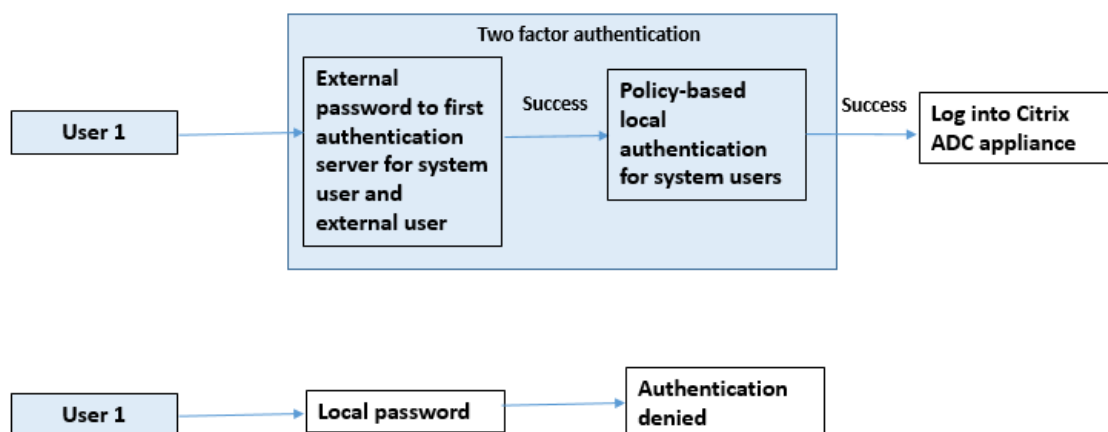 Two factor authentication
User 1
External
password to first
authentication
server for system
user and
external user
Success
Policy-based
local
authentication
for system users
Success
Log into Citrix
ADC appliance
User 1
Local password
Authentication
denied